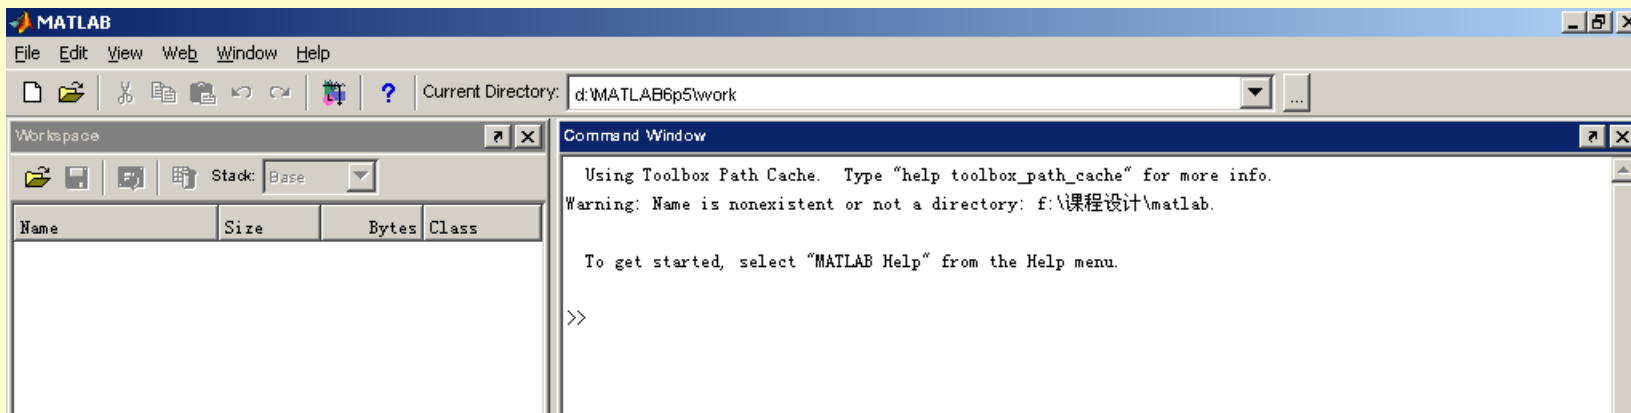 MATLAB
File Edit View Web Window Help
Current Directory: d:\MATLAB6p5\work ...
Workspace
Stack: Base
Name Size Bytes Class
Command Window
Using Toolbox Path Cache. Type "help toolbox_path_cache" for more info.
Warning: Name is nonexistent or not a directory: f:\课程设计\matlab.
To get started, select "MATLAB Help" from the Help menu.
>>